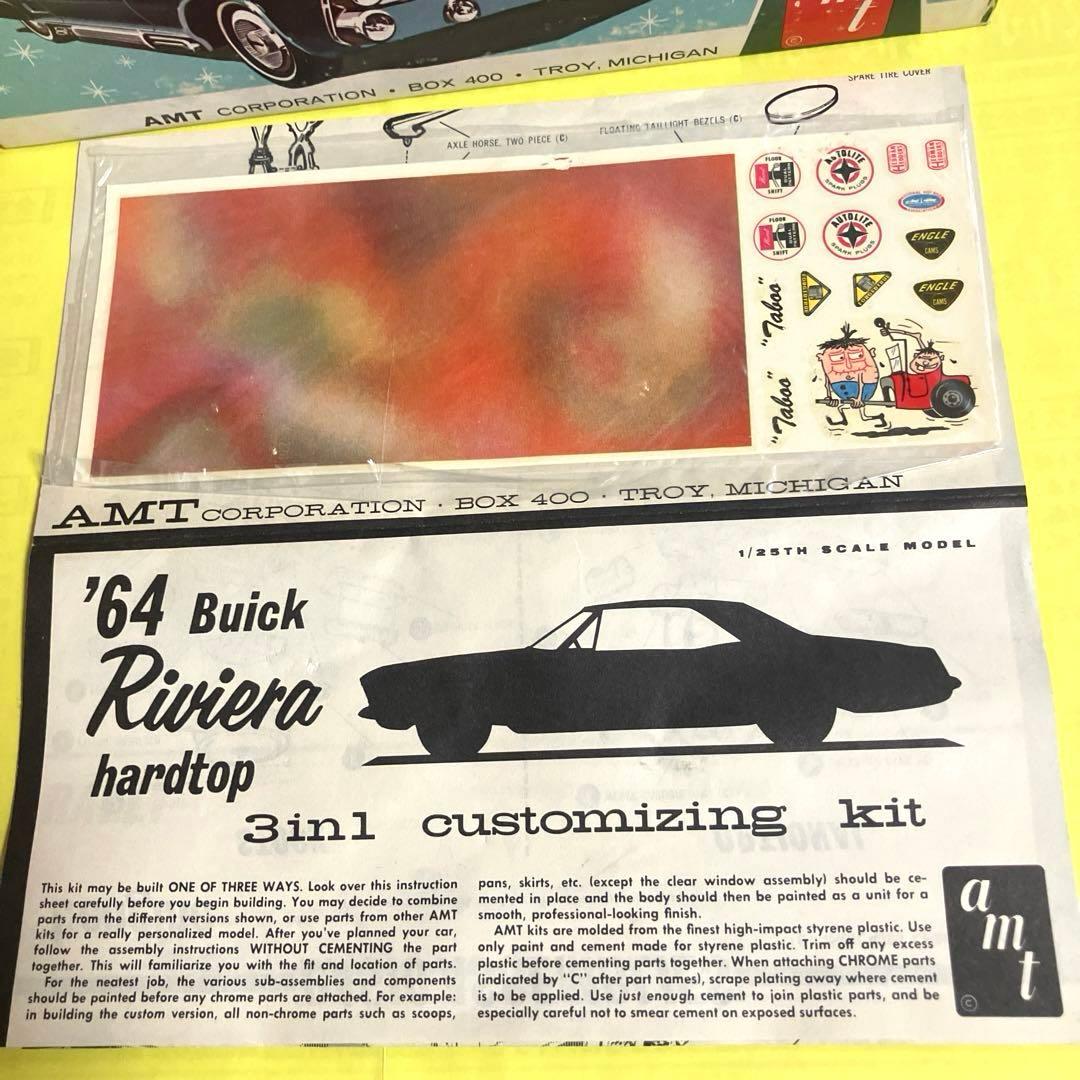 amt
AMT CORPORATION • BOX 400 • TROY, MICHIGAN
SPARE TIRE COVER
AXLE HORSE, TWO PIECE (C)
FLOATING TAILLIGHT BEZELS (C)
FLOOR
SHIFT
AUTOLITE
SPARK PLUGS
FLOOR
SHIFT
AUTOLITE
SPARK PLUGS
ENGLE
CAMS
ENGLE
CAMS
"Taboo"
"Taboo"
AMT CORPORATION · BOX 400 · TROY, MICHIGAN
1/25TH SCALE MODEL
'64 Buick
Riviera
hardtop
3 in 1 customizing kit
This kit may be built ONE OF THREE WAYS. Look over this instruction
sheet carefully before you begin building. You may decide to combine
parts from the different versions shown, or use parts from other AMT
kits for a really personalized model. After you've planned your car,
follow the assembly instructions WITHOUT CEMENTING the part
together. This will familiarize you with the fit and location of parts.
For the neatest job, the various sub-assemblies and components
should be painted before any chrome parts are attached. For example:
in building the custom version, all non-chrome parts such as scoops,
pans, skirts, etc. (except the clear window assembly) should be ce-
mented in place and the body should then be painted as a unit for a
smooth, professional-looking finish.
AMT kits are molded from the finest high-impact styrene plastic. Use
only paint and cement made for styrene plastic. Trim off any excess
plastic before cementing parts together. When attaching CHROME parts
(indicated by "C" after part names), scrape plating away where cement
is to be applied. Use just enough cement to join plastic parts, and be
especially careful not to smear cement on exposed surfaces.
amt
©